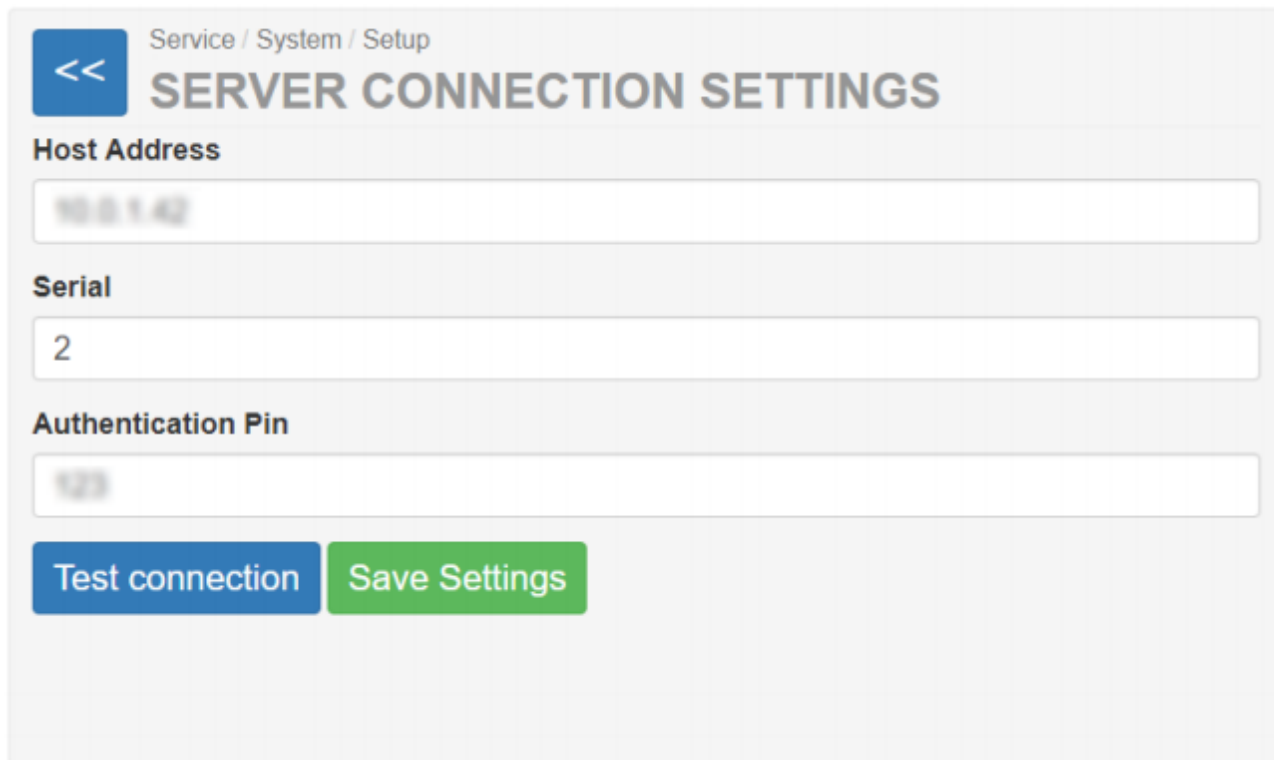 <<
Service / System / Setup
SERVER CONNECTION SETTINGS
Host Address
Serial
2
Authentication Pin
Test connection
Save Settings